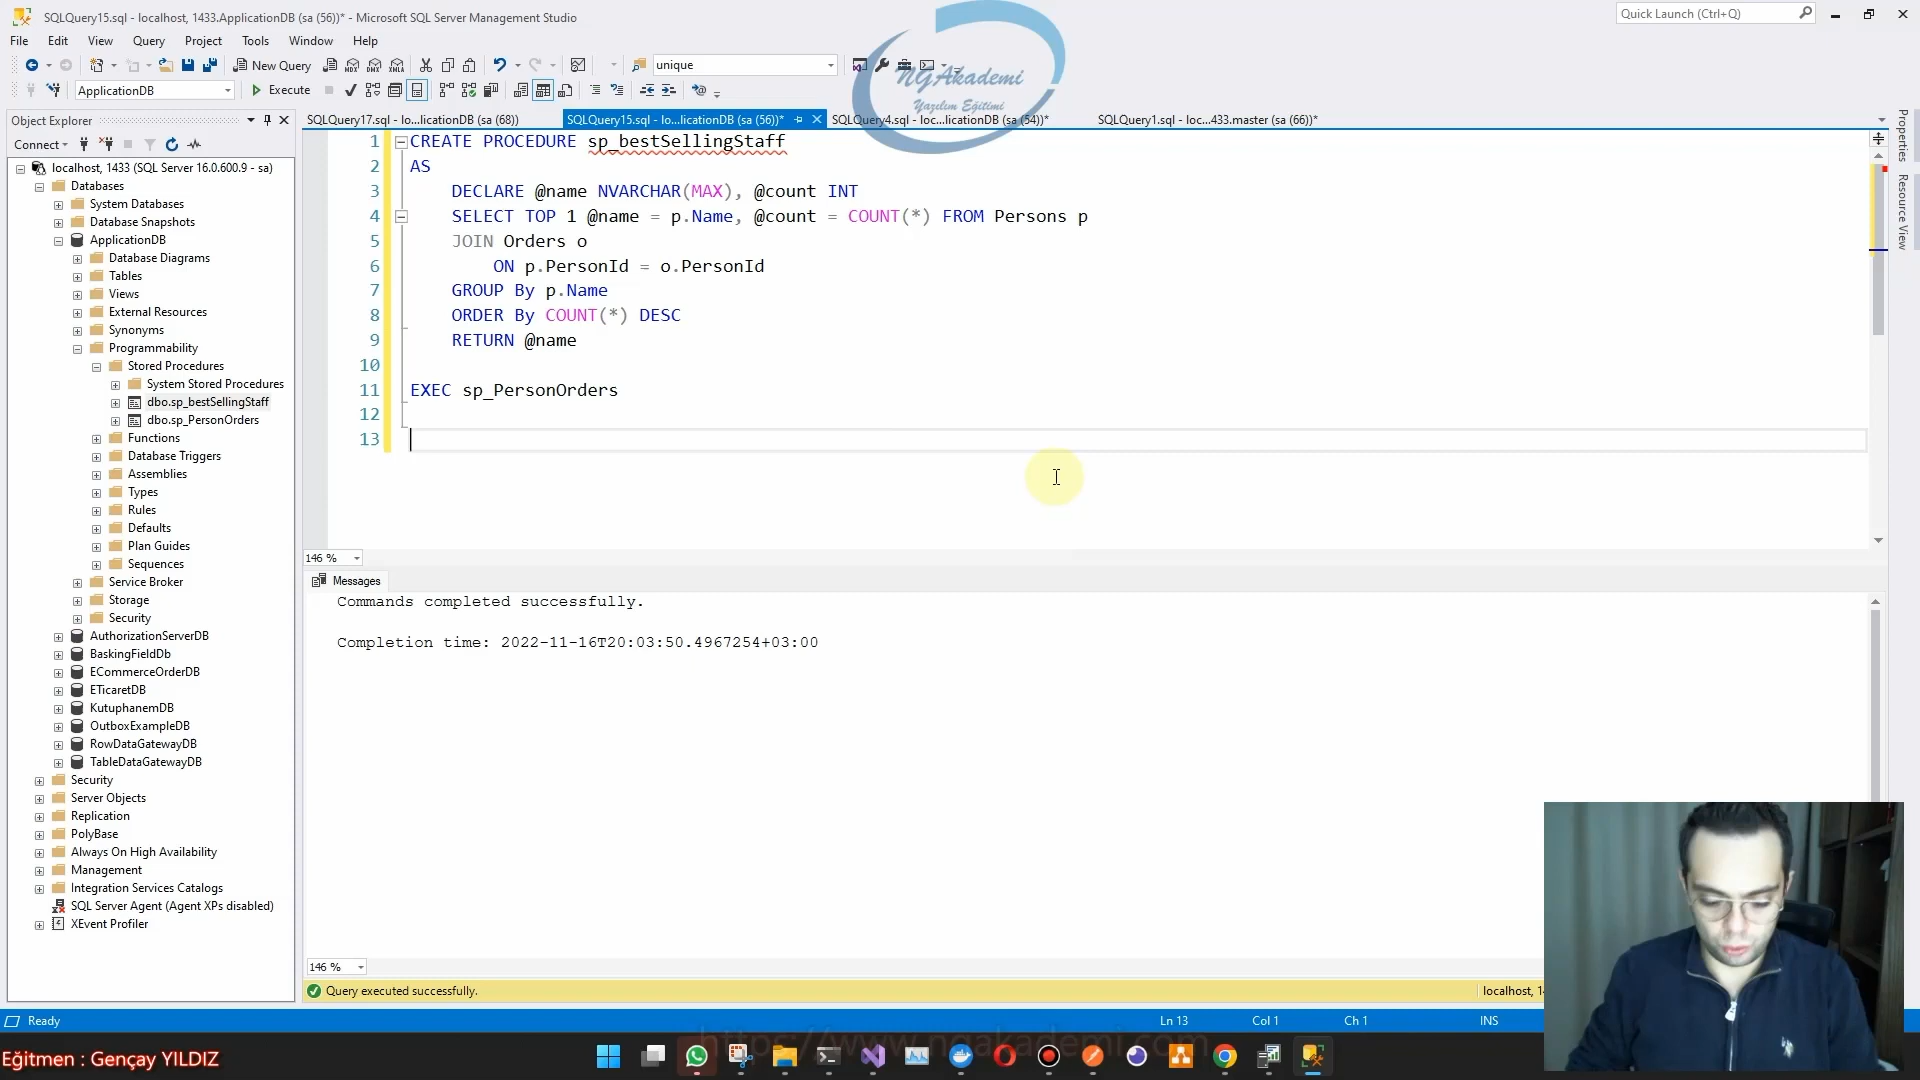 SQLQuery15.sql - localhost, 1433.ApplicationDB (sa (56))* - Microsoft SQL Server Management Studio
Quick Launch (Ctrl+Q)
File Edit View Query Project Tools Window Help
New Query
unique
ApplicationDB
Execute
NGAkademi
Yazılım Eğitimi
Object Explorer
Connect
localhost, 1433 (SQL Server 16.0.600.9 - sa)
Databases
System Databases
Database Snapshots
ApplicationDB
Database Diagrams
Tables
Views
External Resources
Synonyms
Programmability
Stored Procedures
System Stored Procedures
dbo.sp_bestSellingStaff
dbo.sp_PersonOrders
Functions
Database Triggers
Assemblies
Types
Rules
Defaults
Plan Guides
Sequences
Service Broker
Storage
Security
AuthorizationServerDB
BaskingFieldDb
ECommerceOrderDB
ETicaretDB
KutuphanemDB
OutboxExampleDB
RowDataGatewayDB
TableDataGatewayDB
Security
Server Objects
Replication
PolyBase
Always On High Availability
Management
Integration Services Catalogs
SQL Server Agent (Agent XPs disabled)
XEvent Profiler
SQLQuery17.sql - lo...licationDB (sa (68)) SQLQuery15.sql - lo...licationDB (sa (56))* SQLQuery4.sql - loc...licationDB (sa (54))* SQLQuery1.sql - loc...433.master (sa (66))*
1 CREATE PROCEDURE sp_bestSellingStaff
2 AS
3 DECLARE @name NVARCHAR(MAX), @count INT
4 SELECT TOP 1 @name = p.Name, @count = COUNT(*) FROM Persons p
5 JOIN Orders o
6 ON p.PersonId = o.PersonId
7 GROUP By p.Name
8 ORDER By COUNT(*) DESC
9 RETURN @name
10
11 EXEC sp_PersonOrders
12
13
146 %
Messages
Commands completed successfully.
Completion time: 2022-11-16T20:03:50.4967254+03:00
146 %
Query executed successfully.
localhost, 1
Properties
Resource View
Ready
Ln 13 Col 1 Ch 1 INS
Eğitmen : Gençay YILDIZ
http://www.ngakademi.com